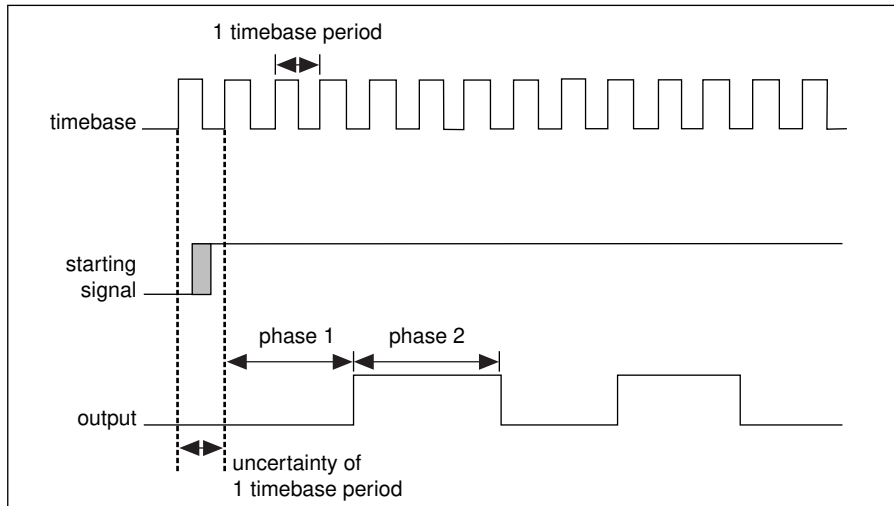 1 timebase period
timebase
starting
signal
phase 1
phase 2
output
uncertainty of
1 timebase period